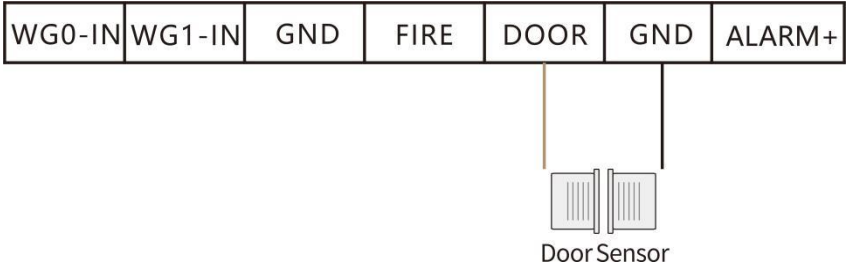 WG0-IN WG1-IN GND FIRE DOOR GND ALARM+
Door Sensor